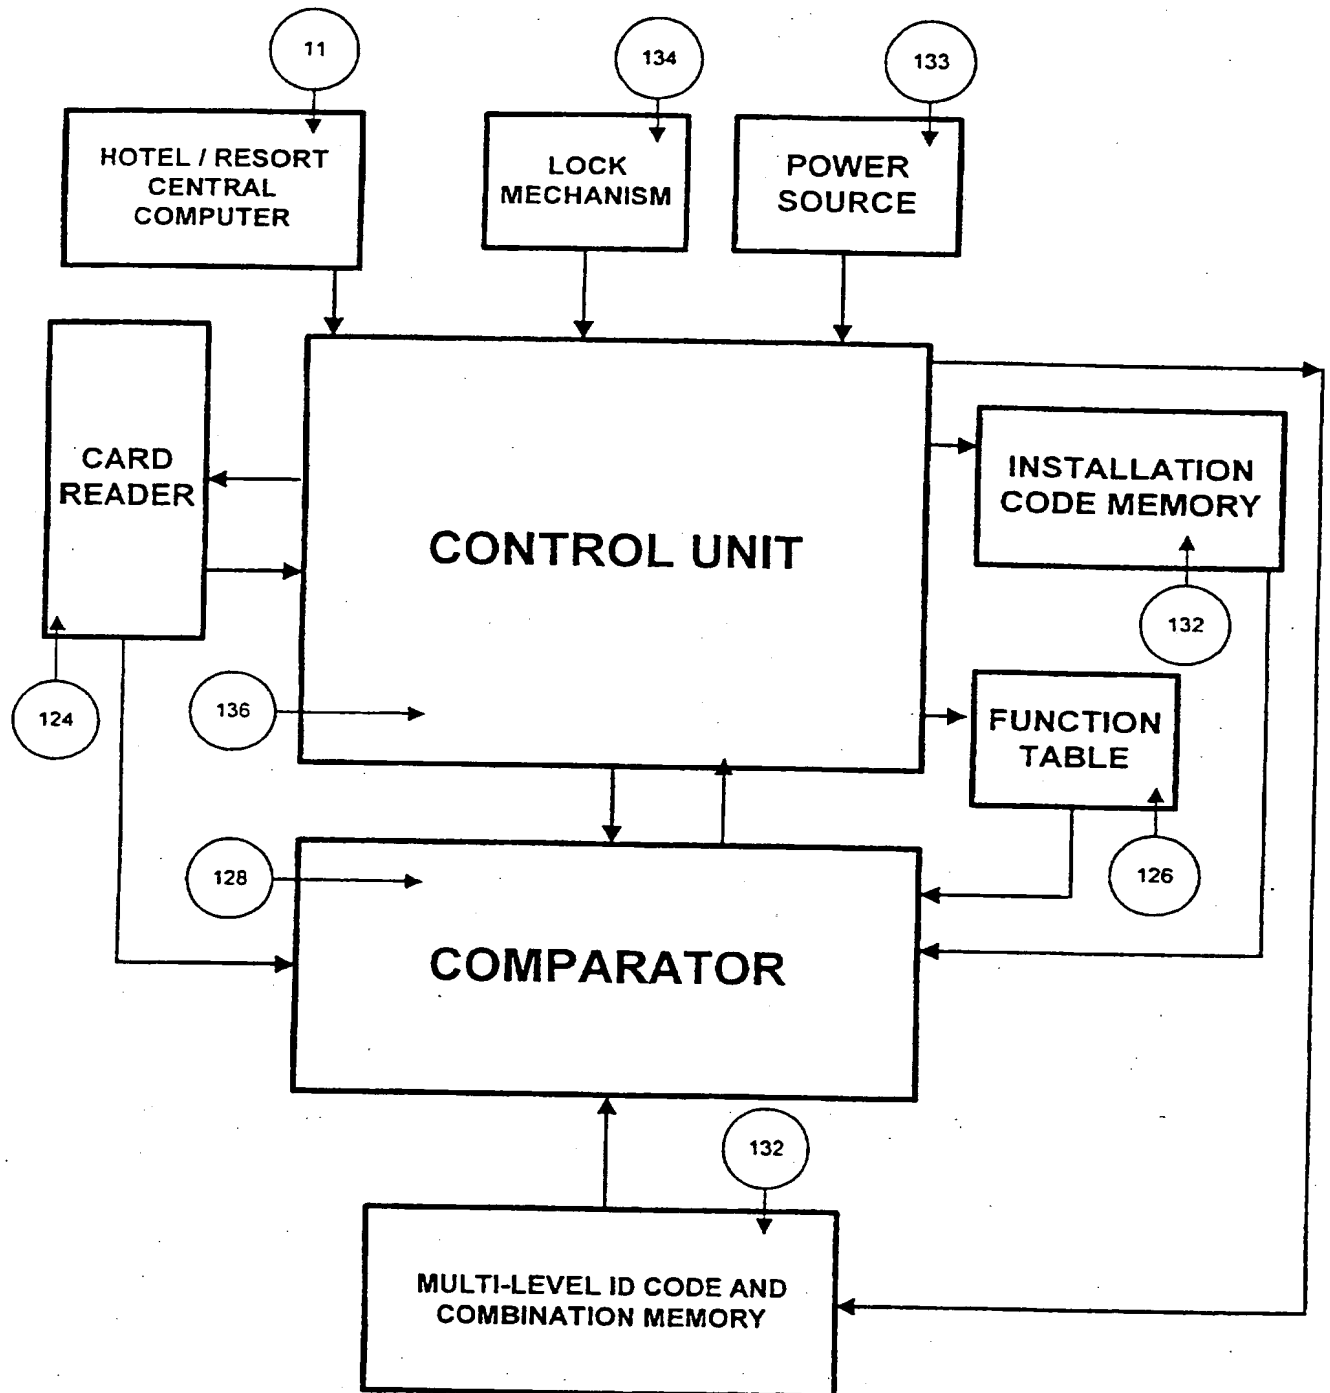 11
134
133
HOTEL / RESORT
CENTRAL
COMPUTER
LOCK
MECHANISM
POWER
SOURCE
CARD
READER
CONTROL UNIT
INSTALLATION
CODE MEMORY
132
124
136
FUNCTION
TABLE
128
126
COMPARATOR
132
MULTI-LEVEL ID CODE AND
COMBINATION MEMORY